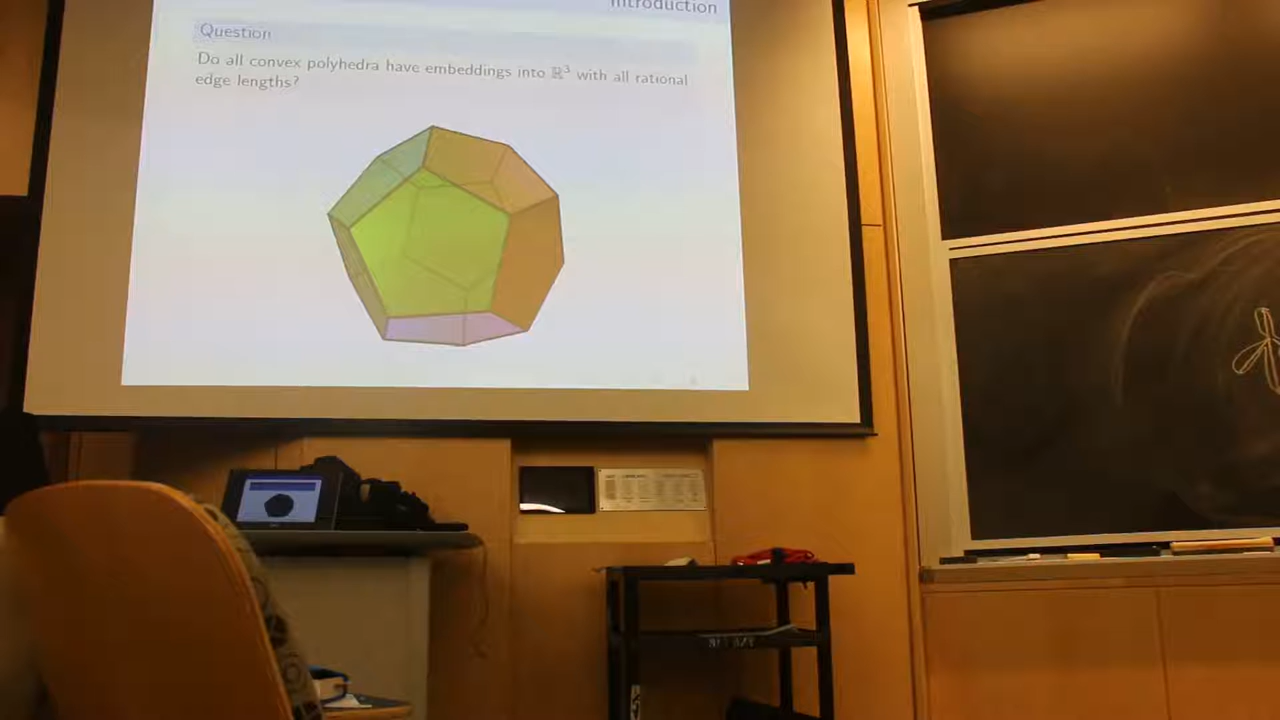 Introduction
Question
Do all convex polyhedra have embeddings into ℝ³ with all rational
edge lengths?